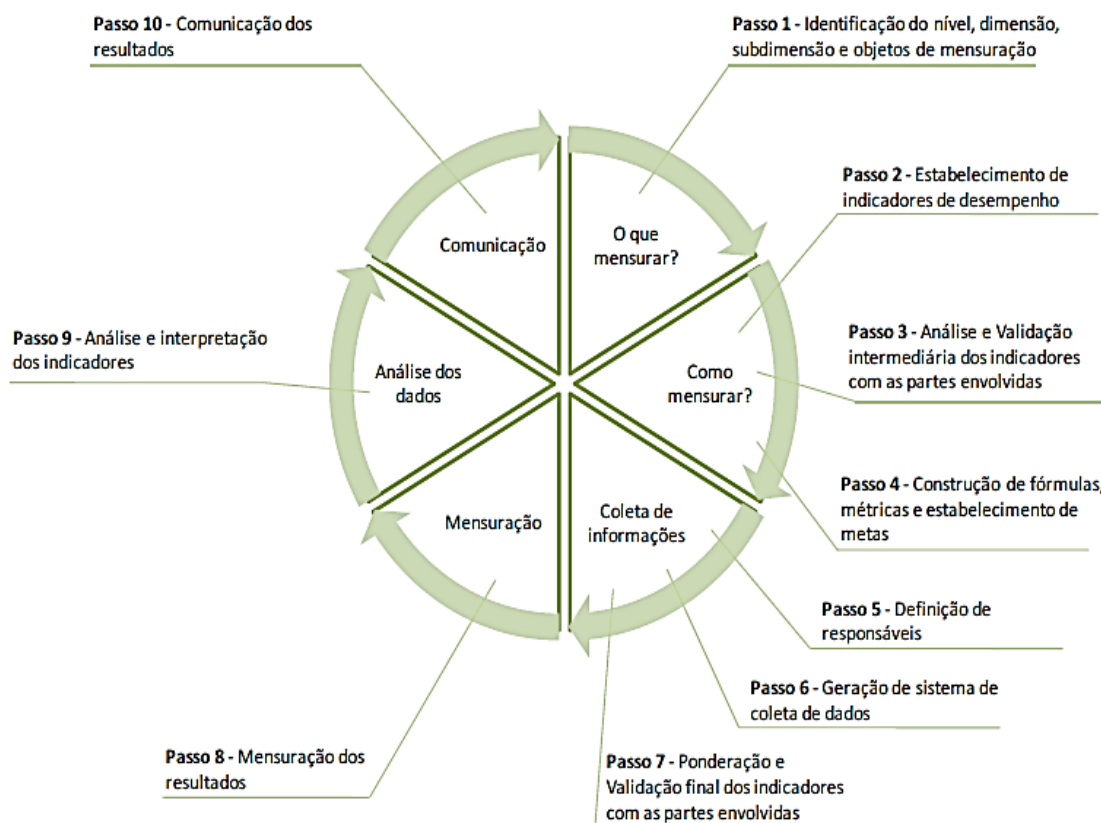 Passo 10 - Comunicação dos
resultados
Passo 1 - Identificação do nível, dimensão,
subdimensão e objetos de mensuração
Passo 2 - Estabelecimento de
indicadores de desempenho
Comunicação
O que
mensurar?
Passo 9 - Análise e interpretação
dos indicadores
Análise dos
dados
Como
mensurar?
Passo 3 - Análise e Validação
intermediária dos indicadores
com as partes envolvidas
Passo 4 - Construção de fórmulas,
métricas e estabelecimento de
metas
Mensuração
Coleta de
informações
Passo 5 - Definição de
responsáveis
Passo 6 - Geração de sistema de
coleta de dados
Passo 8 - Mensuração dos
resultados
Passo 7 - Ponderação e
Validação final dos indicadores
com as partes envolvidas